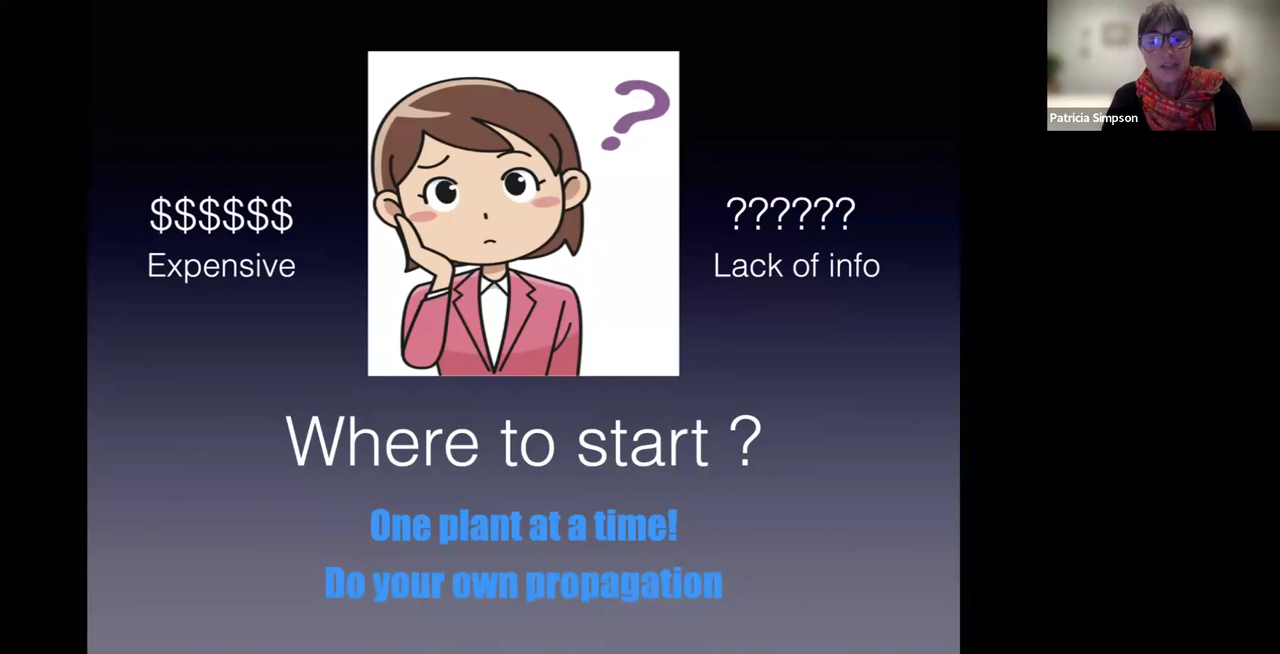 ?
$$$$$$
Expensive
??????
Lack of info
Where to start ?
One plant at a time!
Do your own propagation
Patricia Simpson